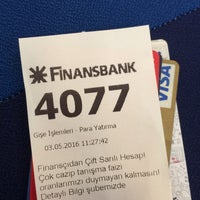 FINANSBANK
4077
Gişe İşlemleri - Para Yatırma
03.05.2016 11:27:42
Finansçıdan Çift Sarılı Hesap!
Çok cazip tanışma faizi
oranlarımızı duymayan kalmasın!
Detaylı Bilgi şubemizde
VISA